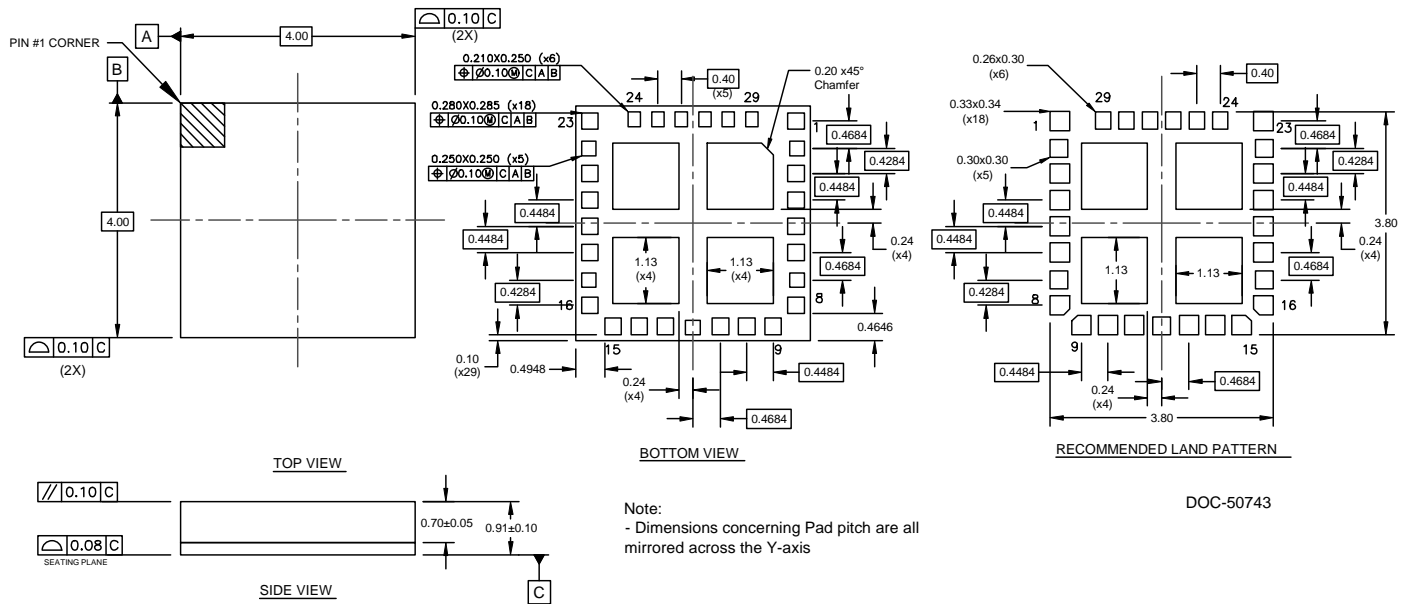 PIN #1 CORNER
A
B
4.00
0.10 C
(2X)
4.00
0.10 C
(2X)
TOP VIEW
0.210X0.250 (x6)
Ø0.10Ⓜ C A B
0.280X0.285 (x18)
Ø0.10Ⓜ C A B
0.250X0.250 (x5)
Ø0.10Ⓜ C A B
24
0.40
(x5)
29
0.20 x45°
Chamfer
23
1
0.4684
0.4284
0.4484
0.4484
0.4484
0.24
(x4)
1.13
(x4)
1.13
(x4)
0.4684
0.4284
16
8
0.4646
0.10
(x29)
15
9
0.4948
0.24
(x4)
0.4484
0.4684
BOTTOM VIEW
0.26x0.30
(x6)
0.40
29
24
0.33x0.34
(x18)
1
23
0.4684
0.4284
0.30x0.30
(x5)
0.4484
0.4484
0.4484
3.80
0.24
(x4)
1.13
1.13
0.4684
0.4284
8
16
9
15
0.4484
0.24
(x4)
0.4684
3.80
RECOMMENDED LAND PATTERN
// 0.10 C
0.70±0.05
0.91±0.10
0.08 C
SEATING PLANE
C
SIDE VIEW
Note:
- Dimensions concerning Pad pitch are all
mirrored across the Y-axis
DOC-50743